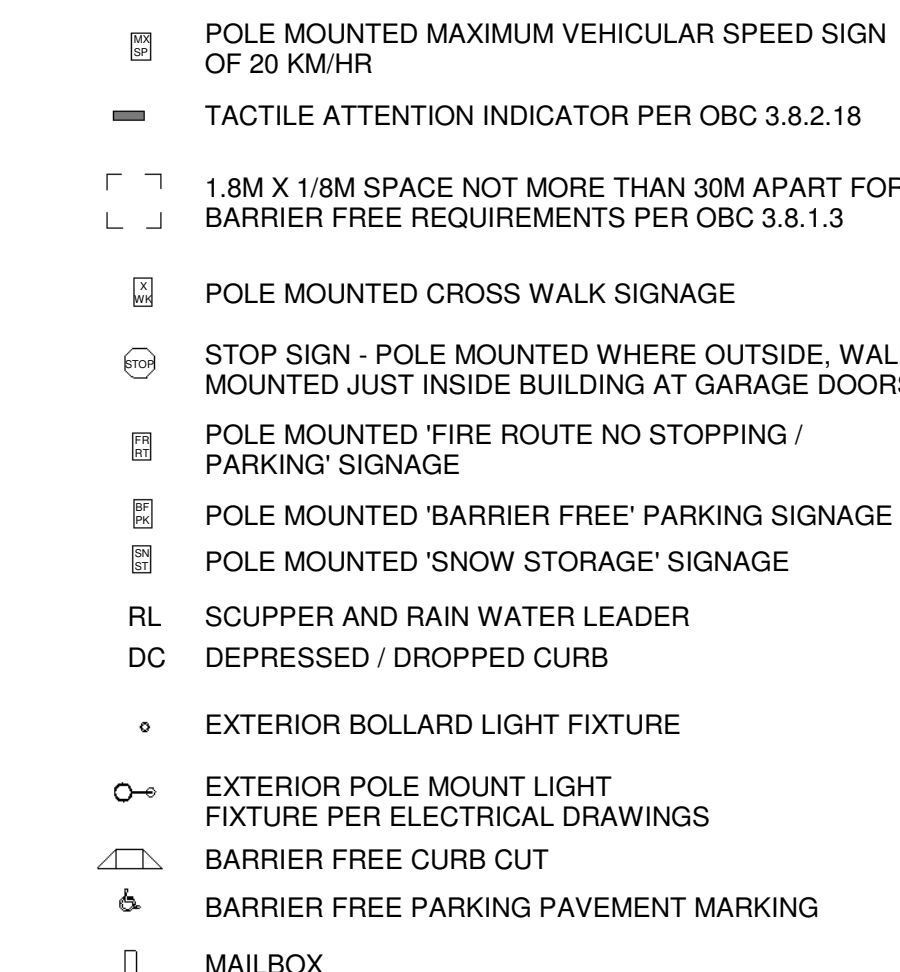 MX
SP
POLE MOUNTED MAXIMUM VEHICULAR SPEED SIGN
OF 20 KM/HR
TACTILE ATTENTION INDICATOR PER OBC 3.8.2.18
1.8M X 1/8M SPACE NOT MORE THAN 30M APART FOR
BARRIER FREE REQUIREMENTS PER OBC 3.8.1.3
X
WK
POLE MOUNTED CROSS WALK SIGNAGE
STOP
STOP SIGN - POLE MOUNTED WHERE OUTSIDE, WAL
MOUNTED JUST INSIDE BUILDING AT GARAGE DOORS
FR
RT
POLE MOUNTED 'FIRE ROUTE NO STOPPING /
PARKING' SIGNAGE
BF
PK
POLE MOUNTED 'BARRIER FREE' PARKING SIGNAGE
SN
ST
POLE MOUNTED 'SNOW STORAGE' SIGNAGE
RL SCUPPER AND RAIN WATER LEADER
DC DEPRESSED / DROPPED CURB
EXTERIOR BOLLARD LIGHT FIXTURE
EXTERIOR POLE MOUNT LIGHT
FIXTURE PER ELECTRICAL DRAWINGS
BARRIER FREE CURB CUT
BARRIER FREE PARKING PAVEMENT MARKING
MAILBOX